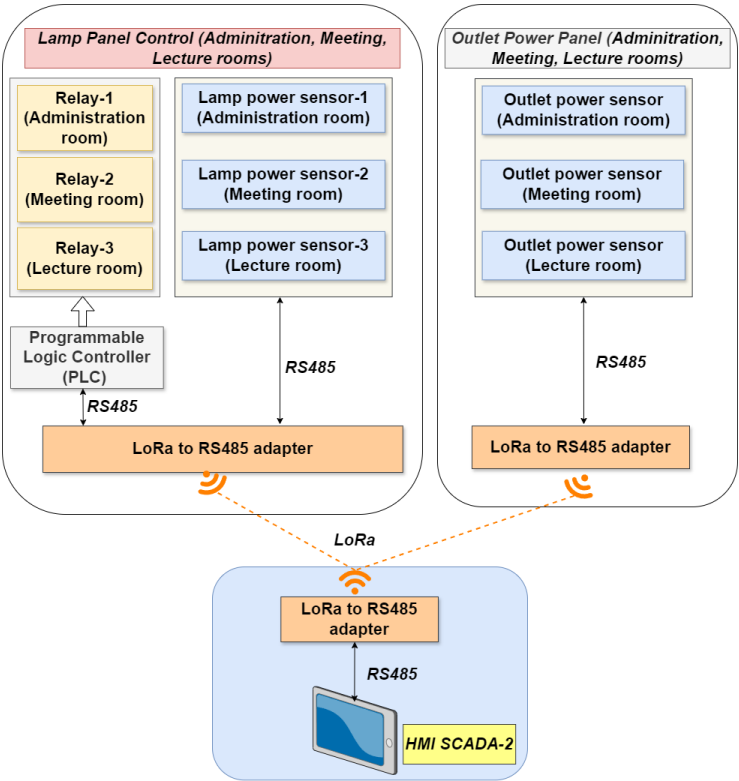 Lamp Panel Control (Adminitration, Meeting,
Lecture rooms)
Relay-1
(Administration
room)
Relay-2
(Meeting room)
Relay-3
(Lecture room)
Lamp power sensor-1
(Administration room)
Lamp power sensor-2
(Meeting room)
Lamp power sensor-3
(Lecture room)
Programmable
Logic Controller
(PLC)
RS485
RS485
LoRa to RS485 adapter
Outlet Power Panel (Adminitration,
Meeting, Lecture rooms)
Outlet power sensor
(Administration room)
Outlet power sensor
(Meeting room)
Outlet power sensor
(Lecture room)
RS485
LoRa to RS485 adapter
LoRa
LoRa to RS485
adapter
RS485
HMI SCADA-2